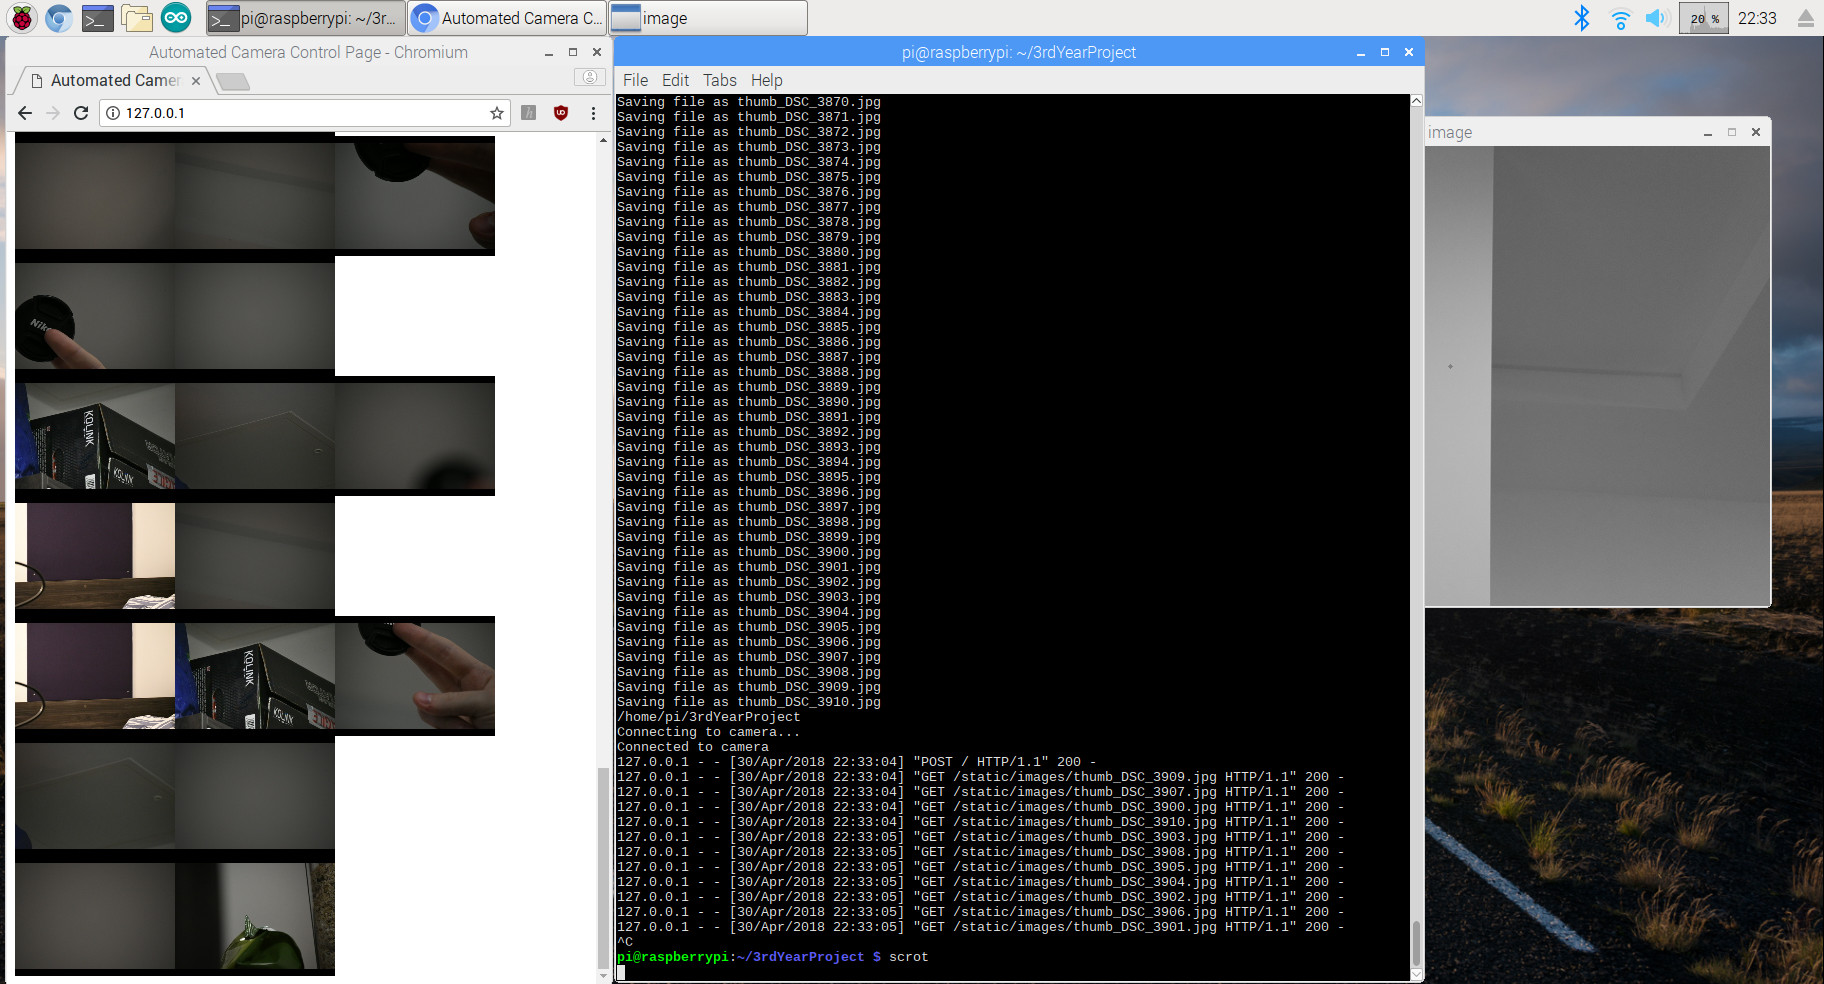 pi@raspberrypi: ~/3r...
Automated Camera C...
image
20 %
22:33
Automated Camera Control Page - Chromium
Automated Camer
127.0.0.1
Nik
KOLINK
KOLINK
KOLINK
KOLINK
pi@raspberrypi: ~/3rdYearProject
File Edit Tabs Help
Saving file as thumb_DSC_3870.jpg
Saving file as thumb_DSC_3871.jpg
Saving file as thumb_DSC_3872.jpg
Saving file as thumb_DSC_3873.jpg
Saving file as thumb_DSC_3874.jpg
Saving file as thumb_DSC_3875.jpg
Saving file as thumb_DSC_3876.jpg
Saving file as thumb_DSC_3877.jpg
Saving file as thumb_DSC_3878.jpg
Saving file as thumb_DSC_3879.jpg
Saving file as thumb_DSC_3880.jpg
Saving file as thumb_DSC_3881.jpg
Saving file as thumb_DSC_3882.jpg
Saving file as thumb_DSC_3883.jpg
Saving file as thumb_DSC_3884.jpg
Saving file as thumb_DSC_3885.jpg
Saving file as thumb_DSC_3886.jpg
Saving file as thumb_DSC_3887.jpg
Saving file as thumb_DSC_3888.jpg
Saving file as thumb_DSC_3889.jpg
Saving file as thumb_DSC_3890.jpg
Saving file as thumb_DSC_3891.jpg
Saving file as thumb_DSC_3892.jpg
Saving file as thumb_DSC_3893.jpg
Saving file as thumb_DSC_3894.jpg
Saving file as thumb_DSC_3895.jpg
Saving file as thumb_DSC_3896.jpg
Saving file as thumb_DSC_3897.jpg
Saving file as thumb_DSC_3898.jpg
Saving file as thumb_DSC_3899.jpg
Saving file as thumb_DSC_3900.jpg
Saving file as thumb_DSC_3901.jpg
Saving file as thumb_DSC_3902.jpg
Saving file as thumb_DSC_3903.jpg
Saving file as thumb_DSC_3904.jpg
Saving file as thumb_DSC_3905.jpg
Saving file as thumb_DSC_3906.jpg
Saving file as thumb_DSC_3907.jpg
Saving file as thumb_DSC_3908.jpg
Saving file as thumb_DSC_3909.jpg
Saving file as thumb_DSC_3910.jpg
/home/pi/3rdYearProject
Connecting to camera...
Connected to camera
127.0.0.1 - - [30/Apr/2018 22:33:04] "POST / HTTP/1.1" 200 -
127.0.0.1 - - [30/Apr/2018 22:33:04] "GET /static/images/thumb_DSC_3909.jpg HTTP/1.1" 200 -
127.0.0.1 - - [30/Apr/2018 22:33:04] "GET /static/images/thumb_DSC_3907.jpg HTTP/1.1" 200 -
127.0.0.1 - - [30/Apr/2018 22:33:04] "GET /static/images/thumb_DSC_3900.jpg HTTP/1.1" 200 -
127.0.0.1 - - [30/Apr/2018 22:33:04] "GET /static/images/thumb_DSC_3910.jpg HTTP/1.1" 200 -
127.0.0.1 - - [30/Apr/2018 22:33:05] "GET /static/images/thumb_DSC_3903.jpg HTTP/1.1" 200 -
127.0.0.1 - - [30/Apr/2018 22:33:05] "GET /static/images/thumb_DSC_3908.jpg HTTP/1.1" 200 -
127.0.0.1 - - [30/Apr/2018 22:33:05] "GET /static/images/thumb_DSC_3905.jpg HTTP/1.1" 200 -
127.0.0.1 - - [30/Apr/2018 22:33:05] "GET /static/images/thumb_DSC_3904.jpg HTTP/1.1" 200 -
127.0.0.1 - - [30/Apr/2018 22:33:05] "GET /static/images/thumb_DSC_3902.jpg HTTP/1.1" 200 -
127.0.0.1 - - [30/Apr/2018 22:33:05] "GET /static/images/thumb_DSC_3906.jpg HTTP/1.1" 200 -
127.0.0.1 - - [30/Apr/2018 22:33:05] "GET /static/images/thumb_DSC_3901.jpg HTTP/1.1" 200 -
^C
pi@raspberrypi:~/3rdYearProject $ scrot
image